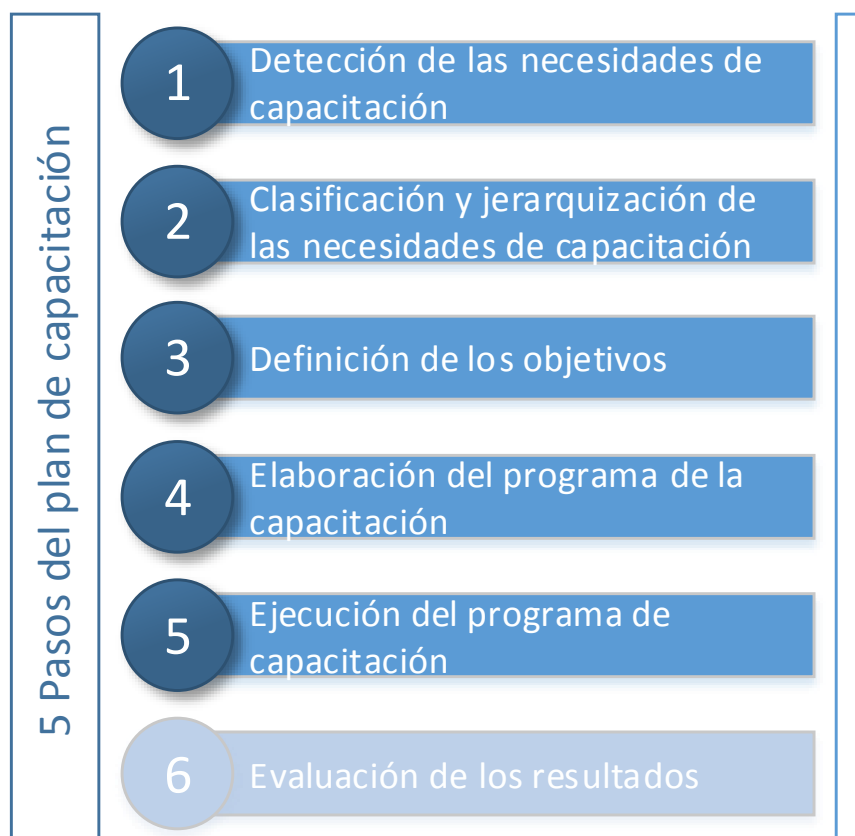 5 Pasos del plan de capacitación
1
Detección de las necesidades de
capacitación
2
Clasificación y jerarquización de
las necesidades de capacitación
3
Definición de los objetivos
4
Elaboración del programa de la
capacitación
5
Ejecución del programa de
capacitación
6
Evaluación de los resultados